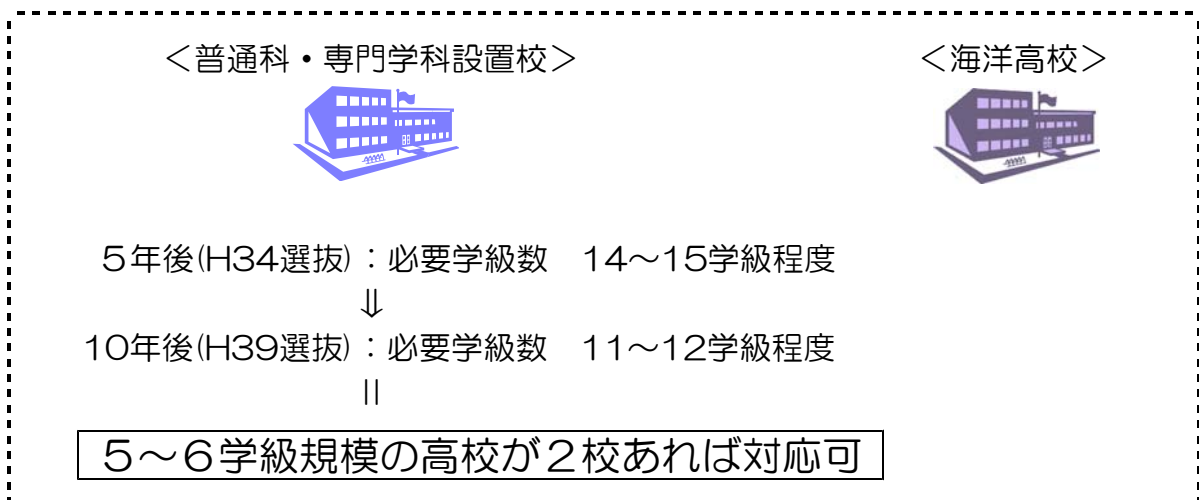 ＜普通科・専門学科設置校＞
＜海洋高校＞
５年後(H34選抜)：必要学級数　14～15学級程度
⇓
10年後(H39選抜)：必要学級数　11～12学級程度
||
５～６学級規模の高校が２校あれば対応可